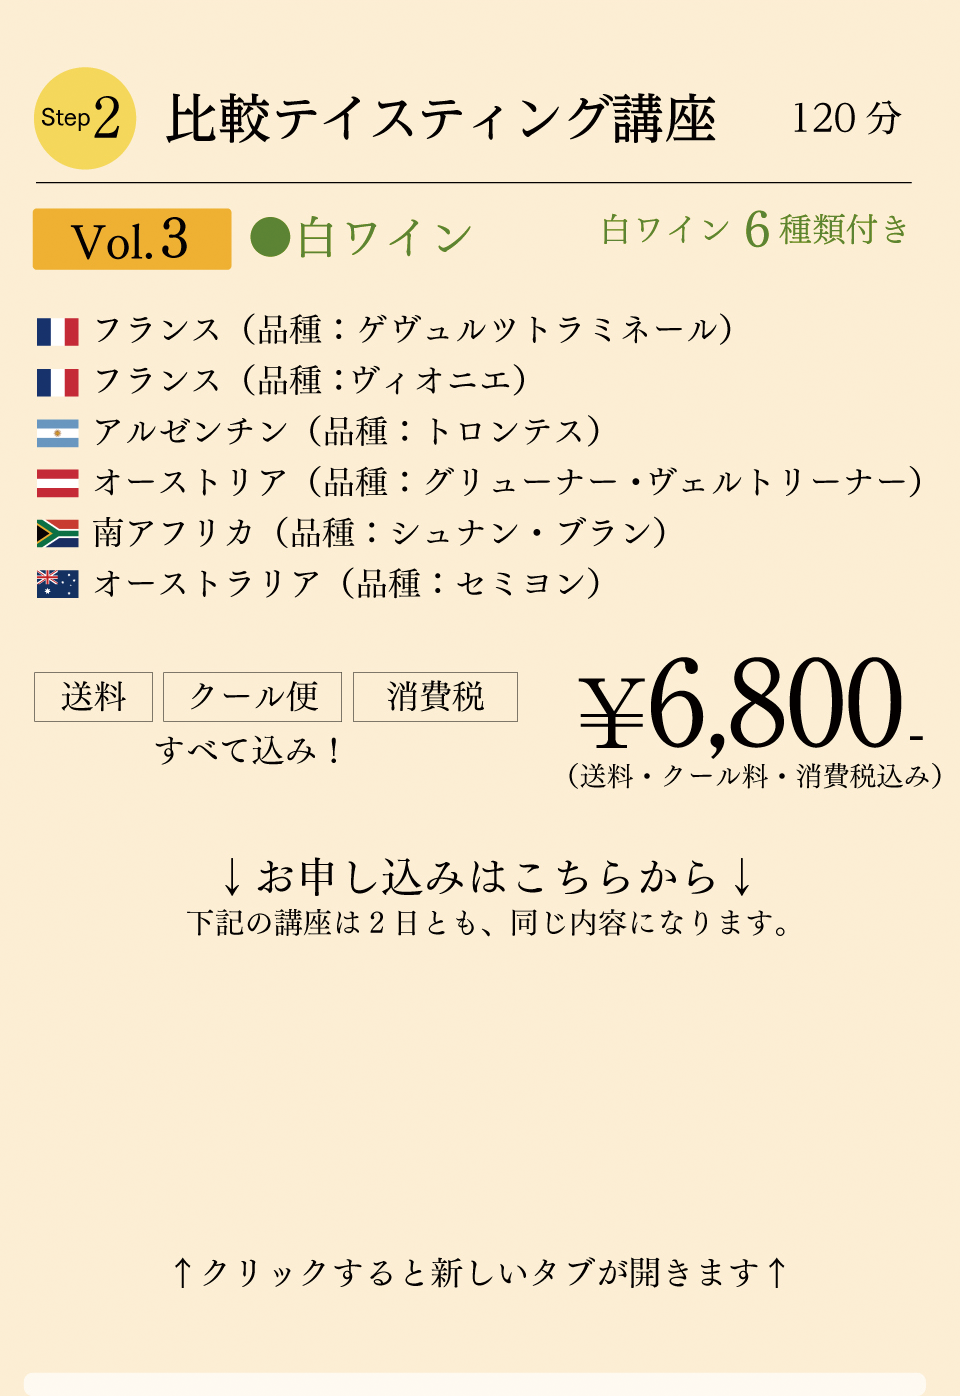 Step2 比較テイスティング講座 120分
Vol.3 ●白ワイン 白ワイン 6 種類付き
フランス（品種：ゲヴュルツトラミネール）
フランス（品種：ヴィオニエ）
アルゼンチン（品種：トロンテス）
オーストリア（品種：グリューナー・ヴェルトリーナー）
南アフリカ（品種：シュナン・ブラン）
オーストラリア（品種：セミヨン）
送料 クール便 消費税
すべて込み！
¥6,800-
（送料・クール料・消費税込み）
↓お申し込みはこちらから↓
下記の講座は２日とも、同じ内容になります。
↑クリックすると新しいタブが開きます↑